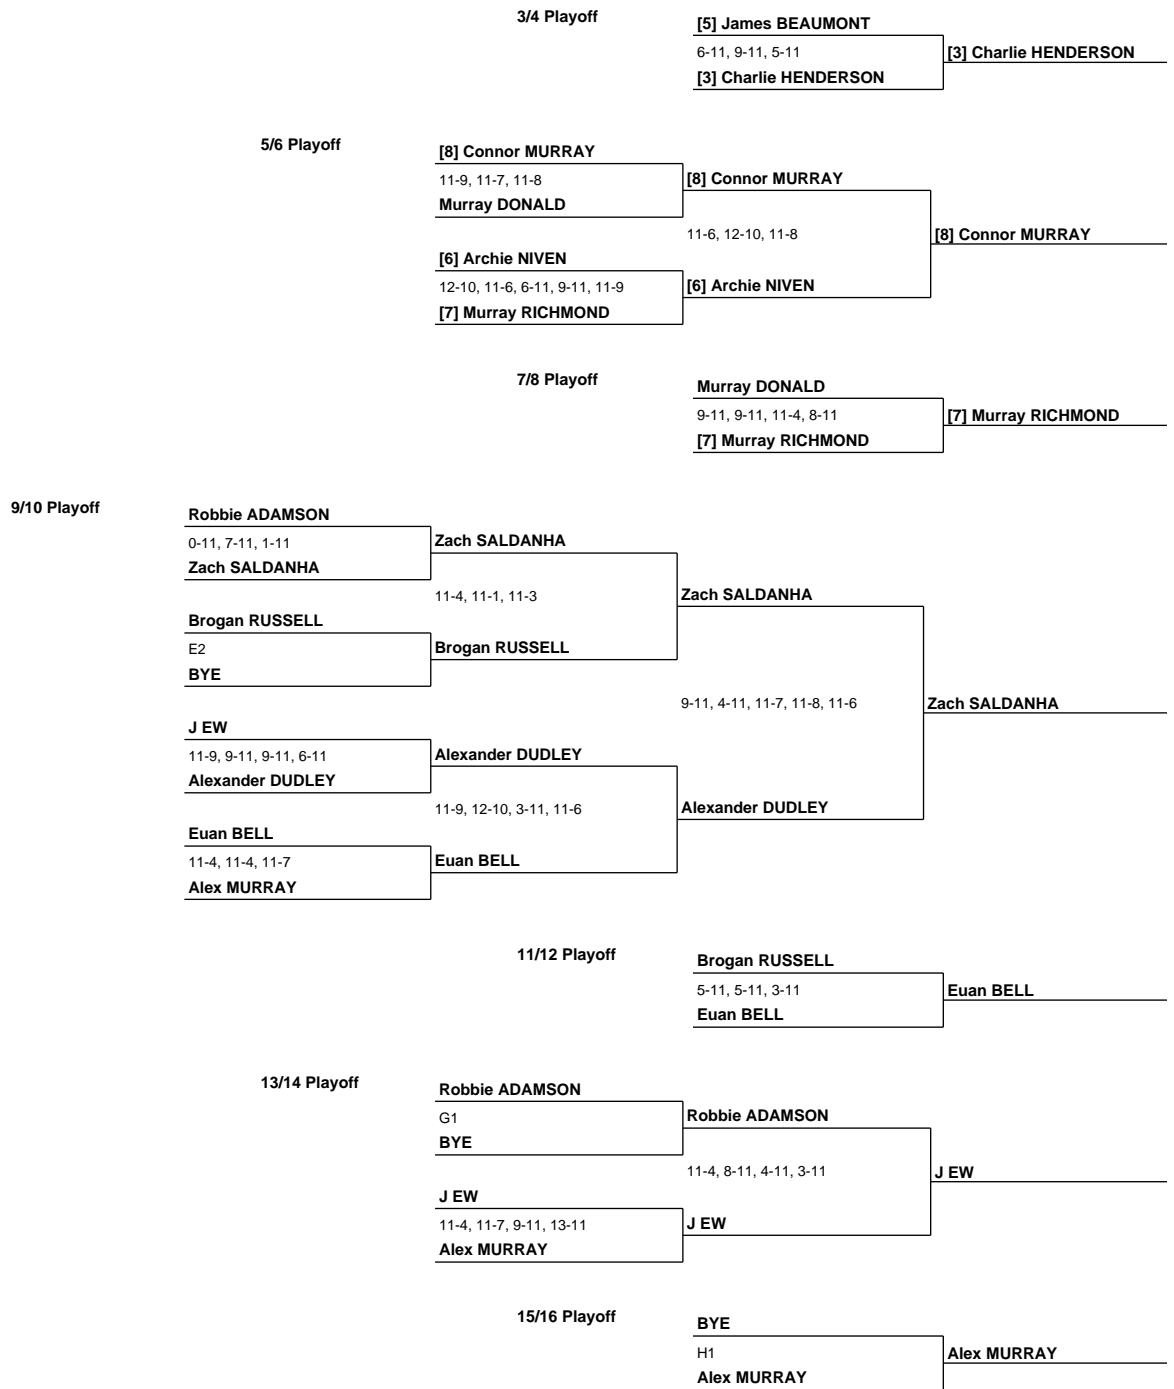 3/4 Playoff
[5] James BEAUMONT
6-11, 9-11, 5-11
[3] Charlie HENDERSON
[3] Charlie HENDERSON
5/6 Playoff
[8] Connor MURRAY
11-9, 11-7, 11-8
[8] Connor MURRAY
Murray DONALD
11-6, 12-10, 11-8
[8] Connor MURRAY
[6] Archie NIVEN
12-10, 11-6, 6-11, 9-11, 11-9
[6] Archie NIVEN
[7] Murray RICHMOND
7/8 Playoff
Murray DONALD
9-11, 9-11, 11-4, 8-11
[7] Murray RICHMOND
[7] Murray RICHMOND
9/10 Playoff
Robbie ADAMSON
0-11, 7-11, 1-11
Zach SALDANHA
Zach SALDANHA
11-4, 11-1, 11-3
Zach SALDANHA
Brogan RUSSELL
E2
Brogan RUSSELL
BYE
9-11, 4-11, 11-7, 11-8, 11-6
Zach SALDANHA
J EW
11-9, 9-11, 9-11, 6-11
Alexander DUDLEY
Alexander DUDLEY
11-9, 12-10, 3-11, 11-6
Alexander DUDLEY
Euan BELL
11-4, 11-4, 11-7
Euan BELL
Alex MURRAY
11/12 Playoff
Brogan RUSSELL
5-11, 5-11, 3-11
Euan BELL
Euan BELL
13/14 Playoff
Robbie ADAMSON
G1
Robbie ADAMSON
BYE
11-4, 8-11, 4-11, 3-11
J EW
J EW
11-4, 11-7, 9-11, 13-11
J EW
Alex MURRAY
15/16 Playoff
BYE
H1
Alex MURRAY
Alex MURRAY